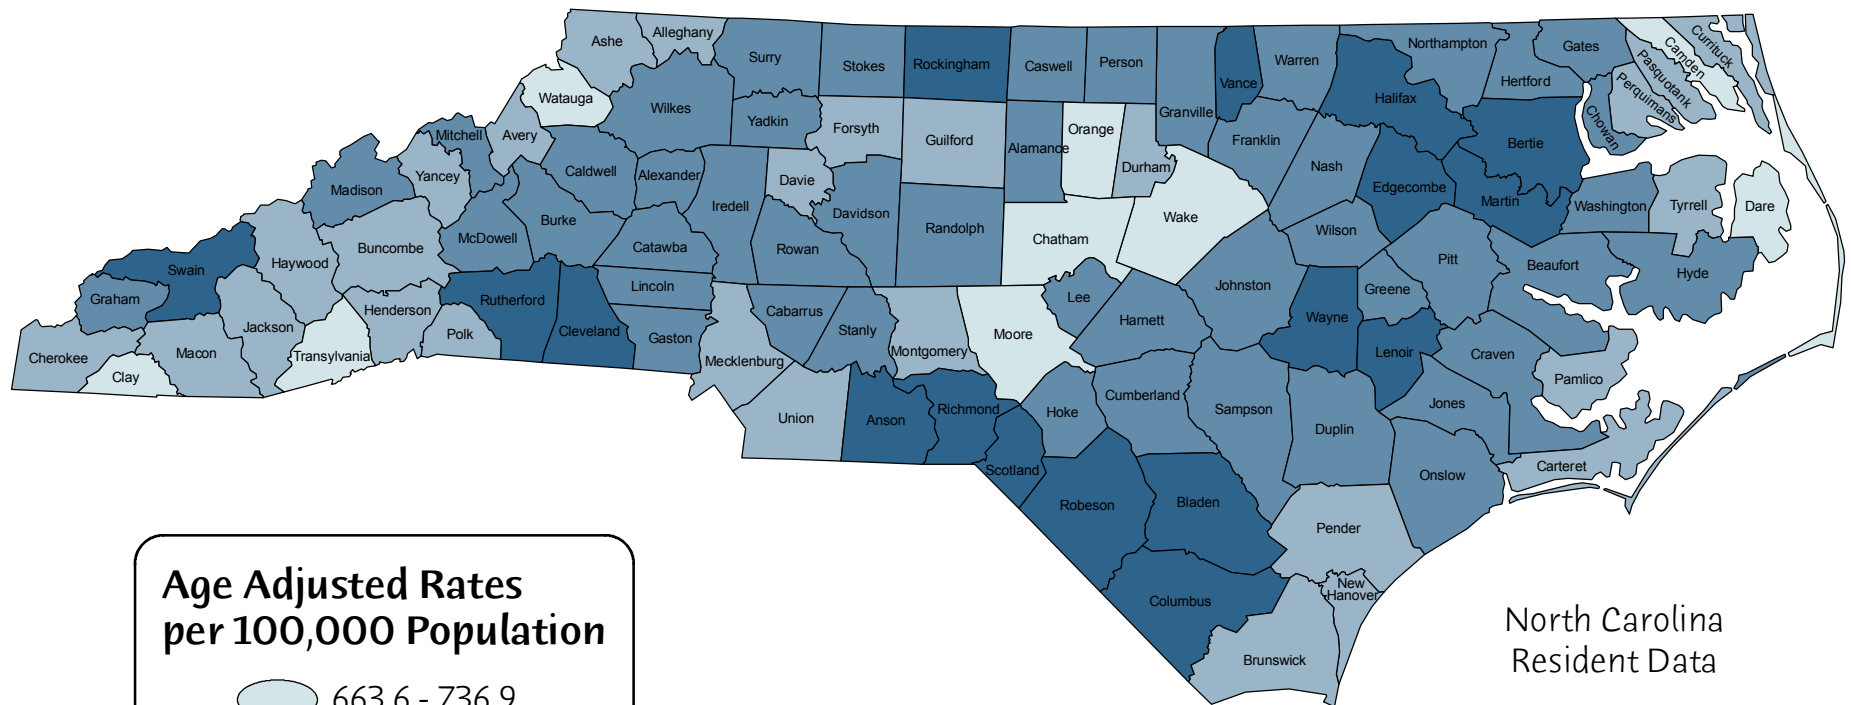 Ashe
Alleghany
Surry
Stokes
Rockingham
Caswell
Person
Vance
Warren
Northampton
Gates
Camden
Currituck
Pasquotank
Perquimans
Chowan
Hertford
Halifax
Granville
Watauga
Wilkes
Yadkin
Forsyth
Guilford
Alamance
Orange
Durham
Franklin
Nash
Edgecombe
Bertie
Martin
Washington
Tyrrell
Dare
Mitchell
Avery
Yancey
Madison
Caldwell
Alexander
Iredell
Davie
Davidson
Randolph
Chatham
Wake
Wilson
Pitt
Beaufort
Hyde
Burke
McDowell
Buncombe
Haywood
Swain
Graham
Catawba
Rowan
Lincoln
Rutherford
Cleveland
Gaston
Henderson
Polk
Jackson
Transylvania
Macon
Cherokee
Clay
Cabarrus
Stanly
Mecklenburg
Montgomery
Moore
Lee
Harnett
Johnston
Wayne
Greene
Lenoir
Craven
Pamlico
Jones
Union
Anson
Richmond
Scotland
Hoke
Cumberland
Sampson
Duplin
Onslow
Carteret
Robeson
Bladen
Pender
Columbus
New
Hanover
Brunswick
Age Adjusted Rates
per 100,000 Population
663.6 - 736.9
North Carolina
Resident Data